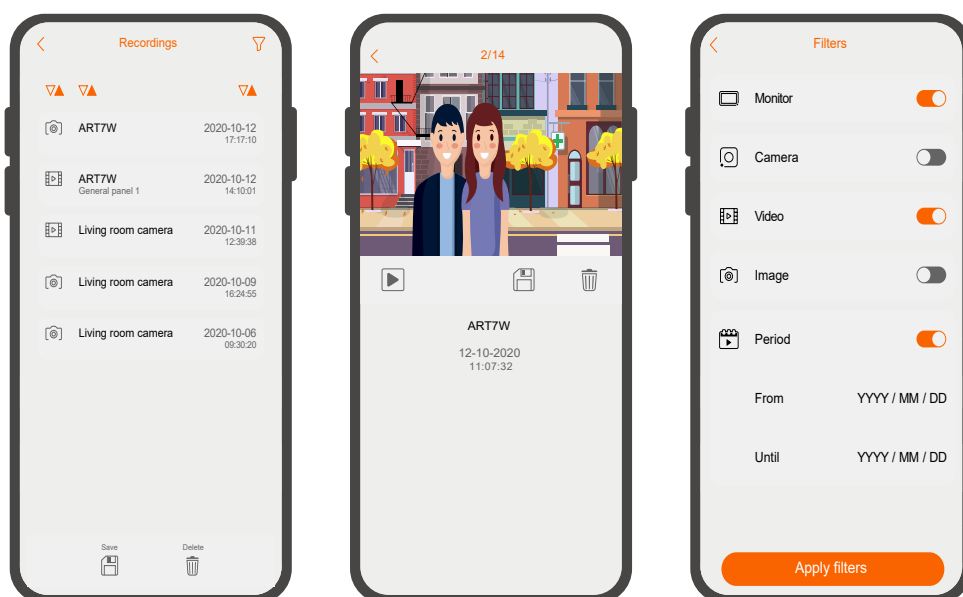 Recordings
ART7W
2020-10-12
17:17:10
ART7W
General panel 1
2020-10-12
14:10:01
Living room camera
2020-10-11
12:39:38
Living room camera
2020-10-09
16:24:55
Living room camera
2020-10-06
09:30:20
Save
Delete
2/14
ART7W
12-10-2020
11:07:32
Filters
Monitor
Camera
Video
Image
Period
From
YYYY / MM / DD
Until
YYYY / MM / DD
Apply filters